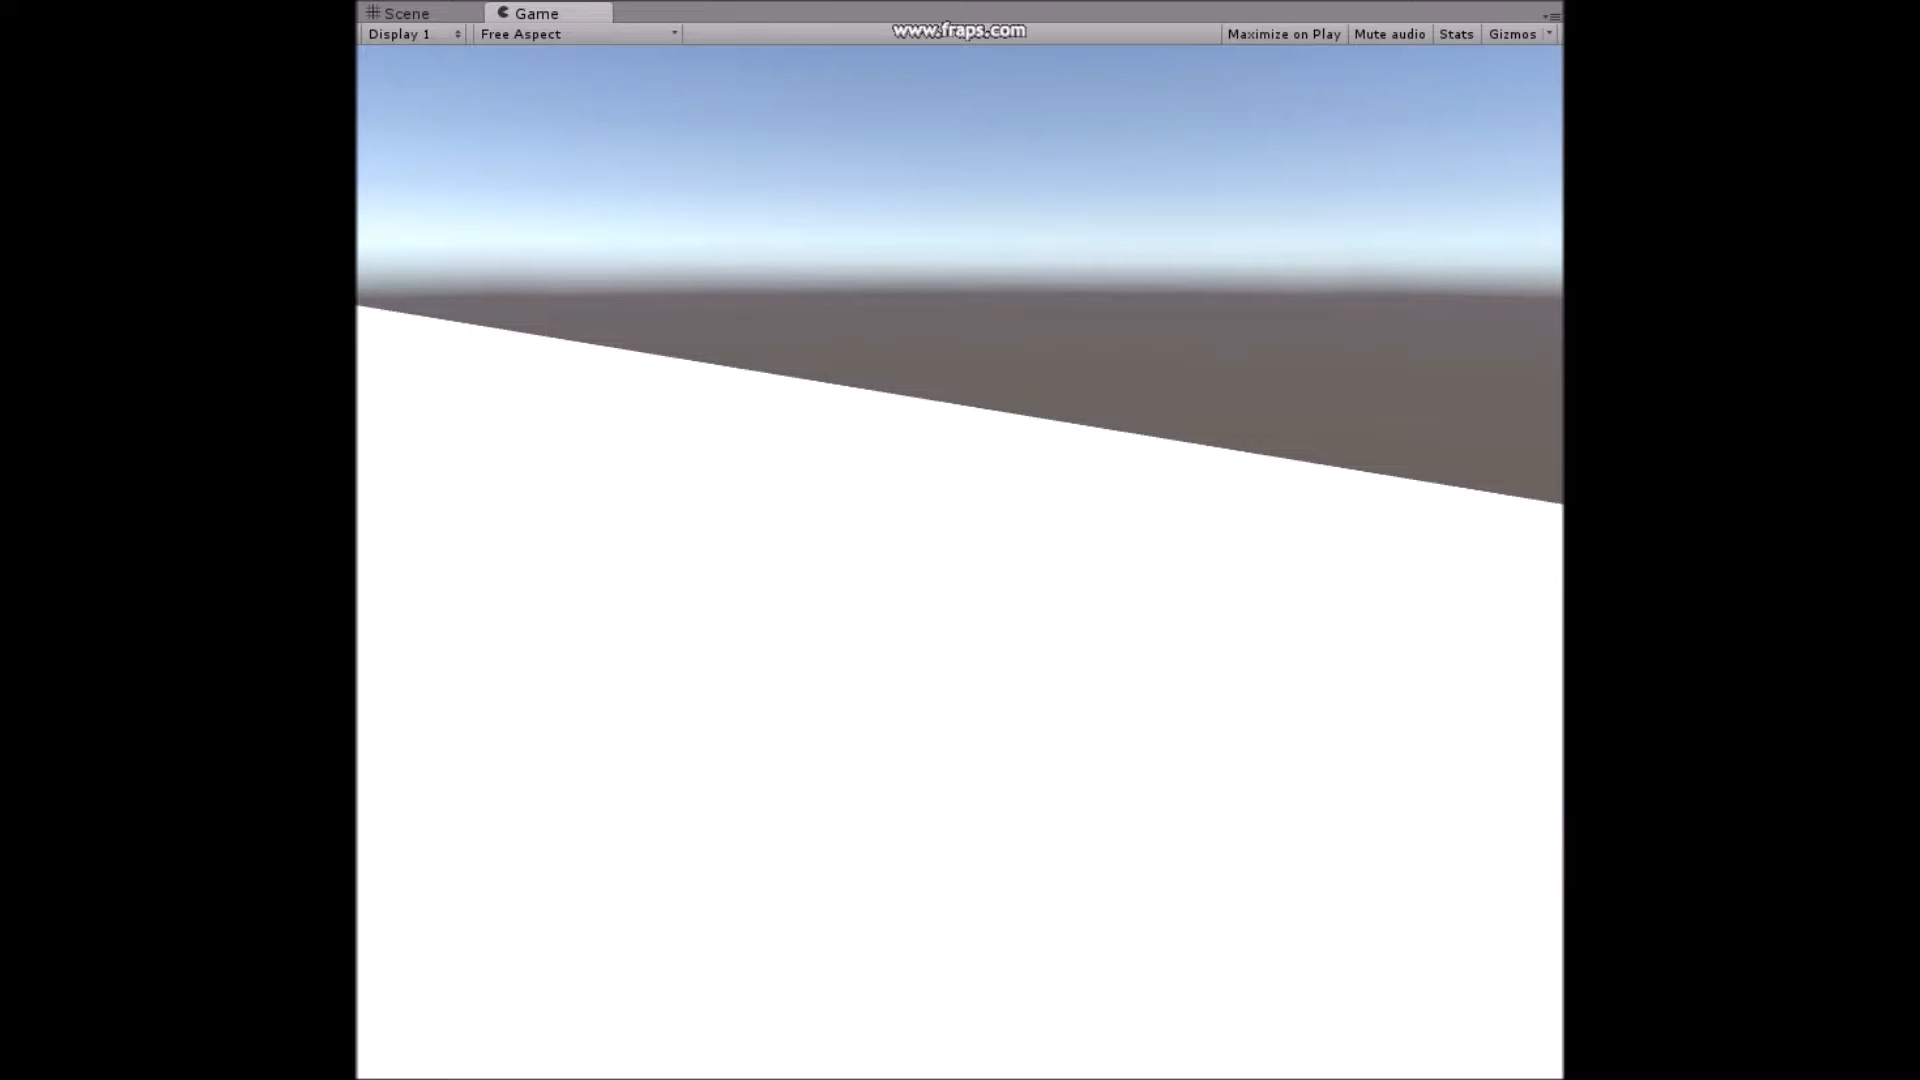 Scene
Game
Display 1
Free Aspect
www.fraps.com
Maximize on Play
Mute audio
Stats
Gizmos